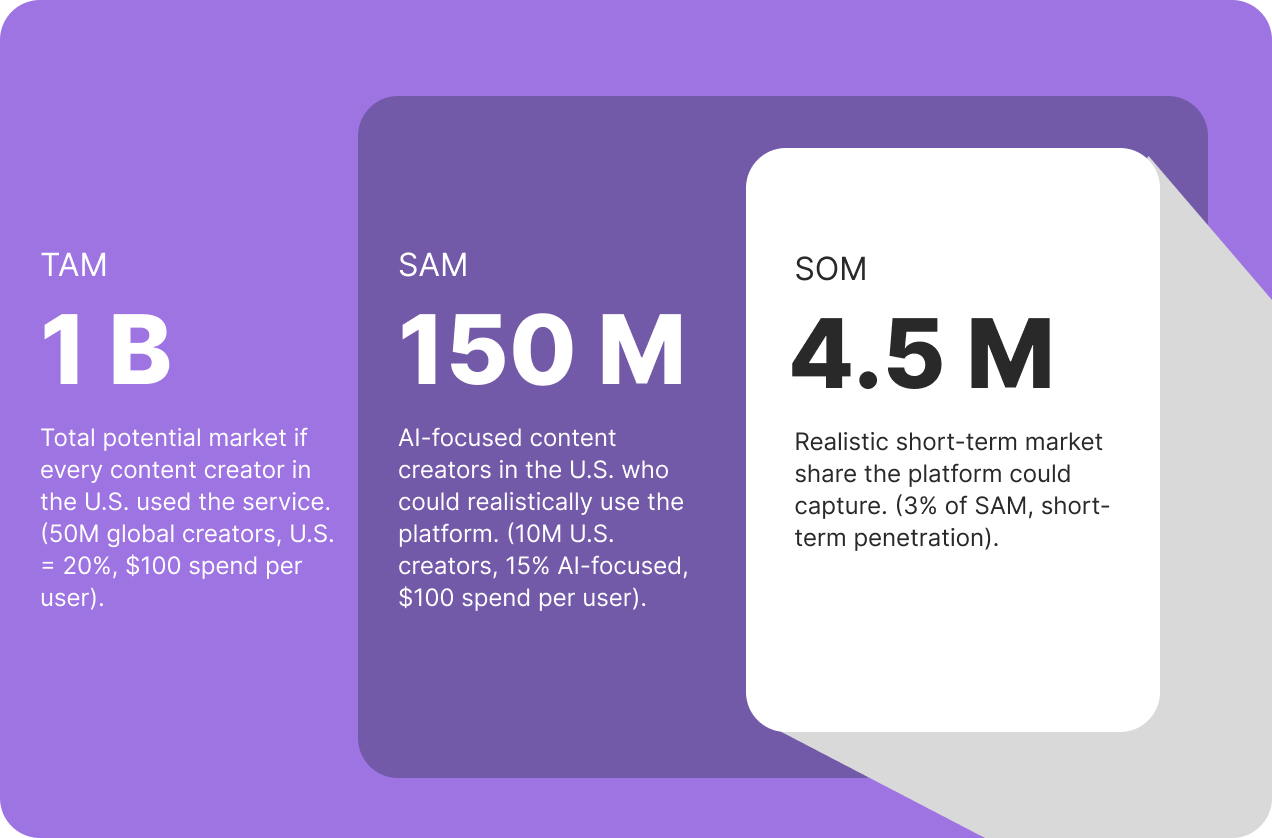 TAM
1 B
Total potential market if
every content creator in
the U.S. used the service.
(50M global creators, U.S.
= 20%, $100 spend per
user).
SAM
150 M
AI-focused content
creators in the U.S. who
could realistically use the
platform. (10M U.S.
creators, 15% AI-focused,
$100 spend per user).
SOM
4.5 M
Realistic short-term market
share the platform could
capture. (3% of SAM, short-
term penetration).